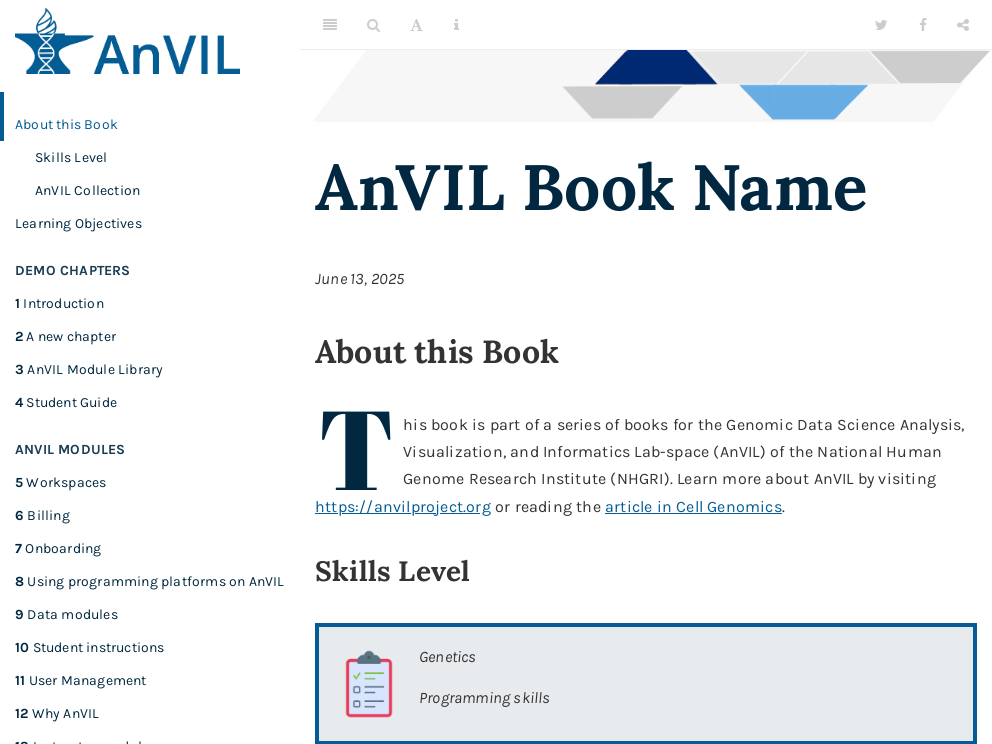 AnVIL
About this Book
Skills Level
AnVIL Collection
Learning Objectives
DEMO CHAPTERS
1 Introduction
2 A new chapter
3 AnVIL Module Library
4 Student Guide
ANVIL MODULES
5 Workspaces
6 Billing
7 Onboarding
8 Using programming platforms on AnVIL
9 Data modules
10 Student instructions
11 User Management
12 Why AnVIL
AnVIL Book Name
June 13, 2025
About this Book
This book is part of a series of books for the Genomic Data Science Analysis,
Visualization, and Informatics Lab-space (AnVIL) of the National Human
Genome Research Institute (NHGRI). Learn more about AnVIL by visiting
https://anvilproject.org or reading the article in Cell Genomics.
Skills Level
Genetics
Programming skills